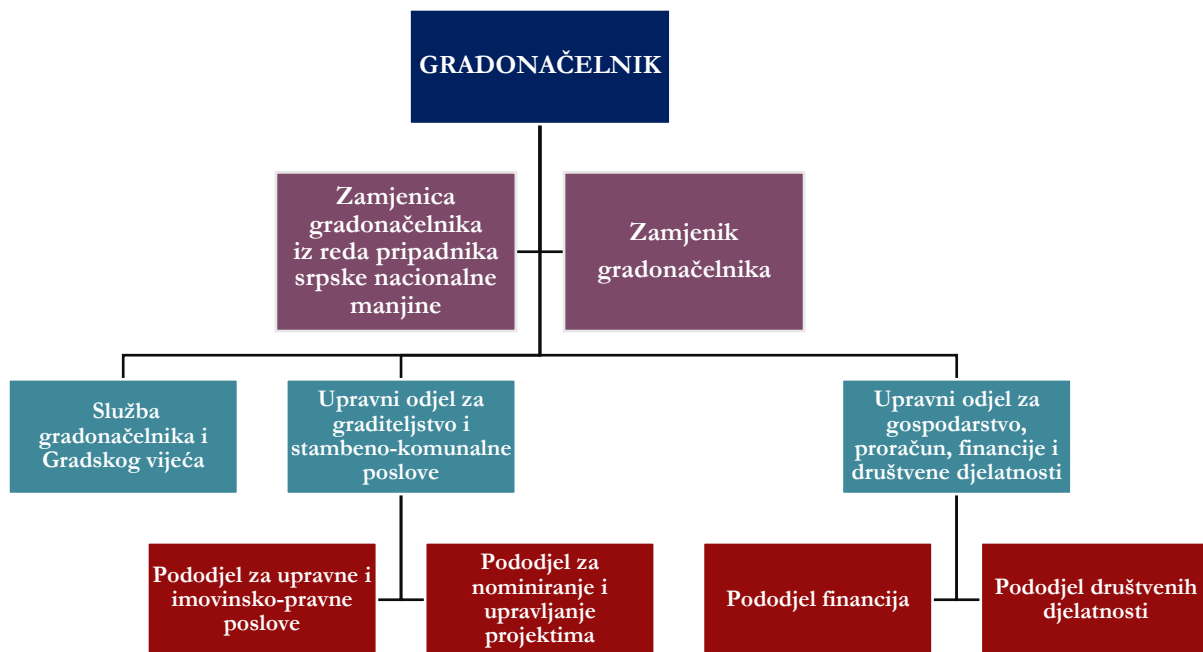 GRADONAČELNIK
Zamjenica
gradonačelnika
iz reda pripadnika
srpske nacionalne
manjine
Zamjenik
gradonačelnika
Služba
gradonačelnika i
Gradskog vijeća
Upravni odjel za
graditeljstvo i
stambeno-komunalne
poslove
Upravni odjel za
gospodarstvo,
proračun, financije i
društvene djelatnosti
Pododjel za upravne i
imovinsko-pravne
poslove
Pododjel za
nominiranje i
upravljanje
projektima
Pododjel financija
Pododjel društvenih
djelatnosti